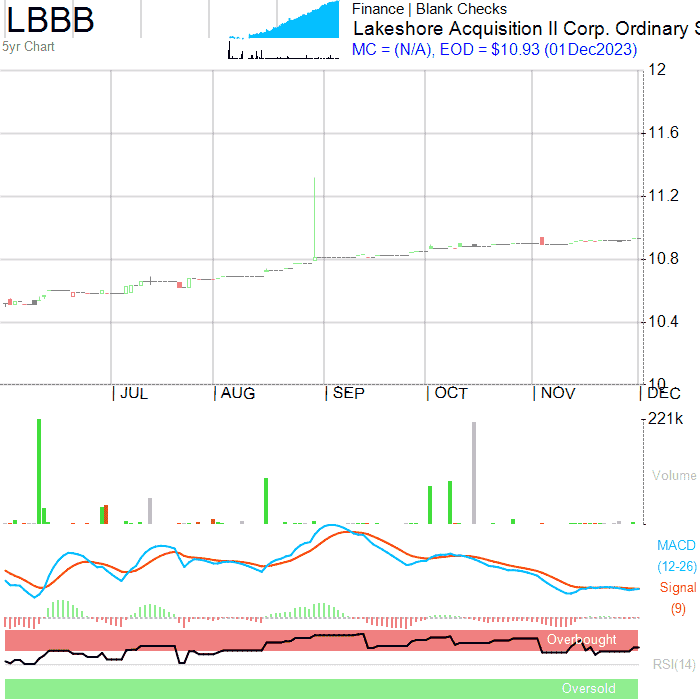 LBBB
5yr Chart
Finance | Blank Checks
Lakeshore Acquisition II Corp. Ordinary S
MC = (N/A), EOD = $10.93 (01Dec2023)
12
11.6
11.2
10.8
10.4
10
JUL
AUG
SEP
OCT
NOV
DEC
221k
Volume
MACD
(12-26)
Signal
(9)
Overbought
RSI(14)
Oversold